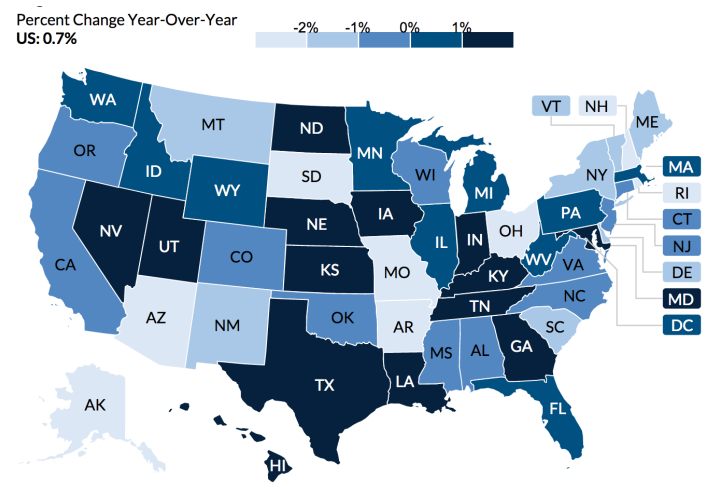 Percent Change Year-Over-Year
US: 0.7%
-2% -1% 0% 1%
WA
MT
ND
MN
VT NH
ME
OR
ID
SD
WI
MI
NY
MA
WY
RI
NV
UT
NE
IA
IL
IN
OH
PA
CT
CA
CO
KS
MO
KY
WV
VA
NJ
DE
AZ
NM
OK
AR
TN
NC
MD
SC
DC
TX
LA
MS
AL
GA
FL
AK
HI